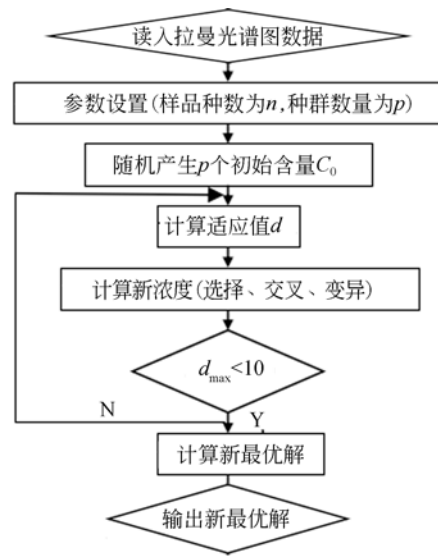 读入拉曼光谱图数据
参数设置(样品种数为n,种群数量为p)
随机产生p个初始含量C₀
计算适应值d
计算新浓度(选择、交叉、变异)
d_max<10
N
Y
计算新最优解
输出新最优解